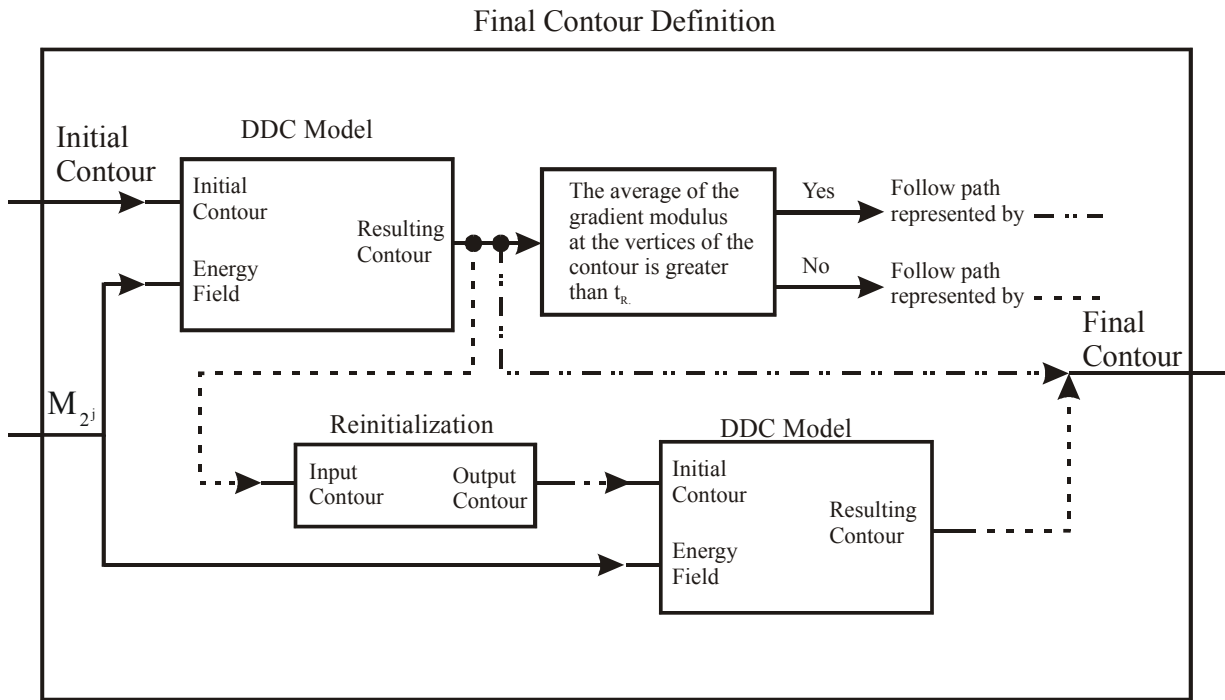 Final Contour Definition
Initial
Contour
DDC Model
Initial
Contour
Resulting
Contour
Energy
Field
The average of the
gradient modulus
at the vertices of the
contour is greater
than tR.
Yes
Follow path
represented by
No
Follow path
represented by
Final
Contour
M2j
Reinitialization
Input
Contour
Output
Contour
DDC Model
Initial
Contour
Resulting
Contour
Energy
Field